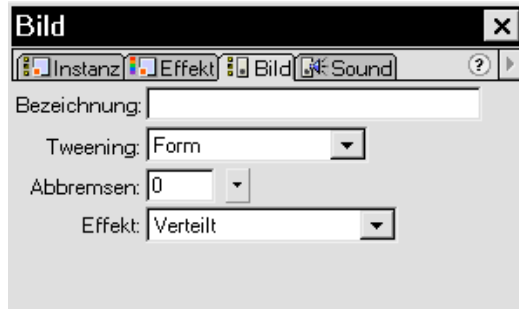 Bild
Instanz Effekt Bild Sound ?
Bezeichnung:
Tweening: Form
Abbremsen: 0
Effekt: Verteilt